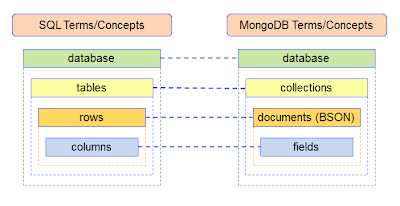 SQL Terms/Concepts
MongoDB Terms/Concepts
database
database
tables
collections
rows
documents (BSON)
columns
fields